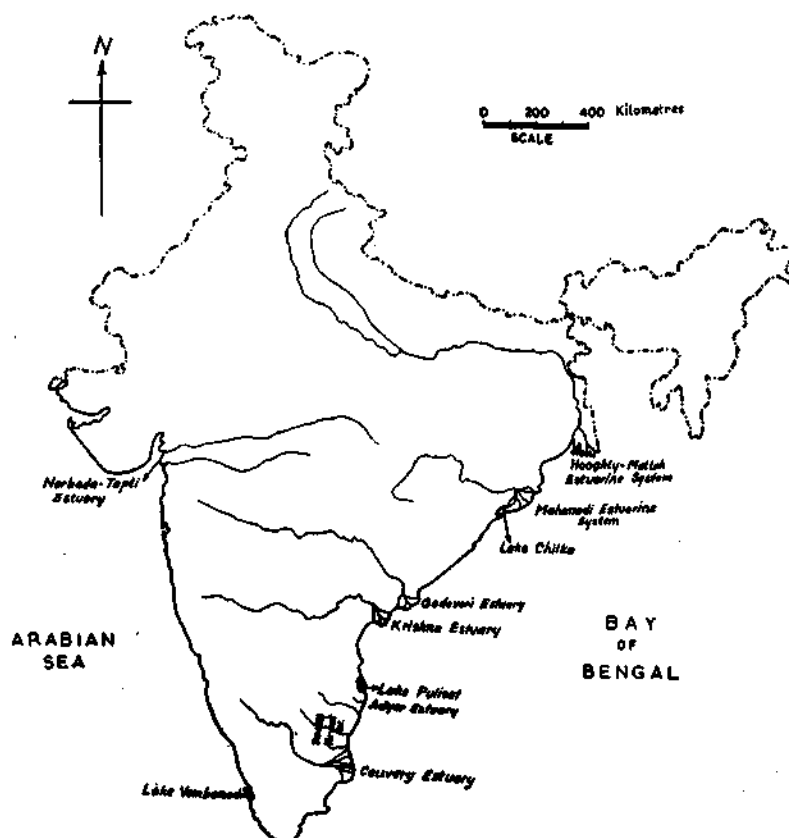 N
0 200 400 Kilometres
SCALE
Narbada-Tapti
Estuary
Hooghly-Matlah
Estuarine System
Mahanadi Estuarine
System
Lake Chilka
Godavari Estuary
Krishna Estuary
ARABIAN
SEA
BAY
OF
BENGAL
Lake Pulicat
Adyar Estuary
Cauvery Estuary
Lake Vembanad